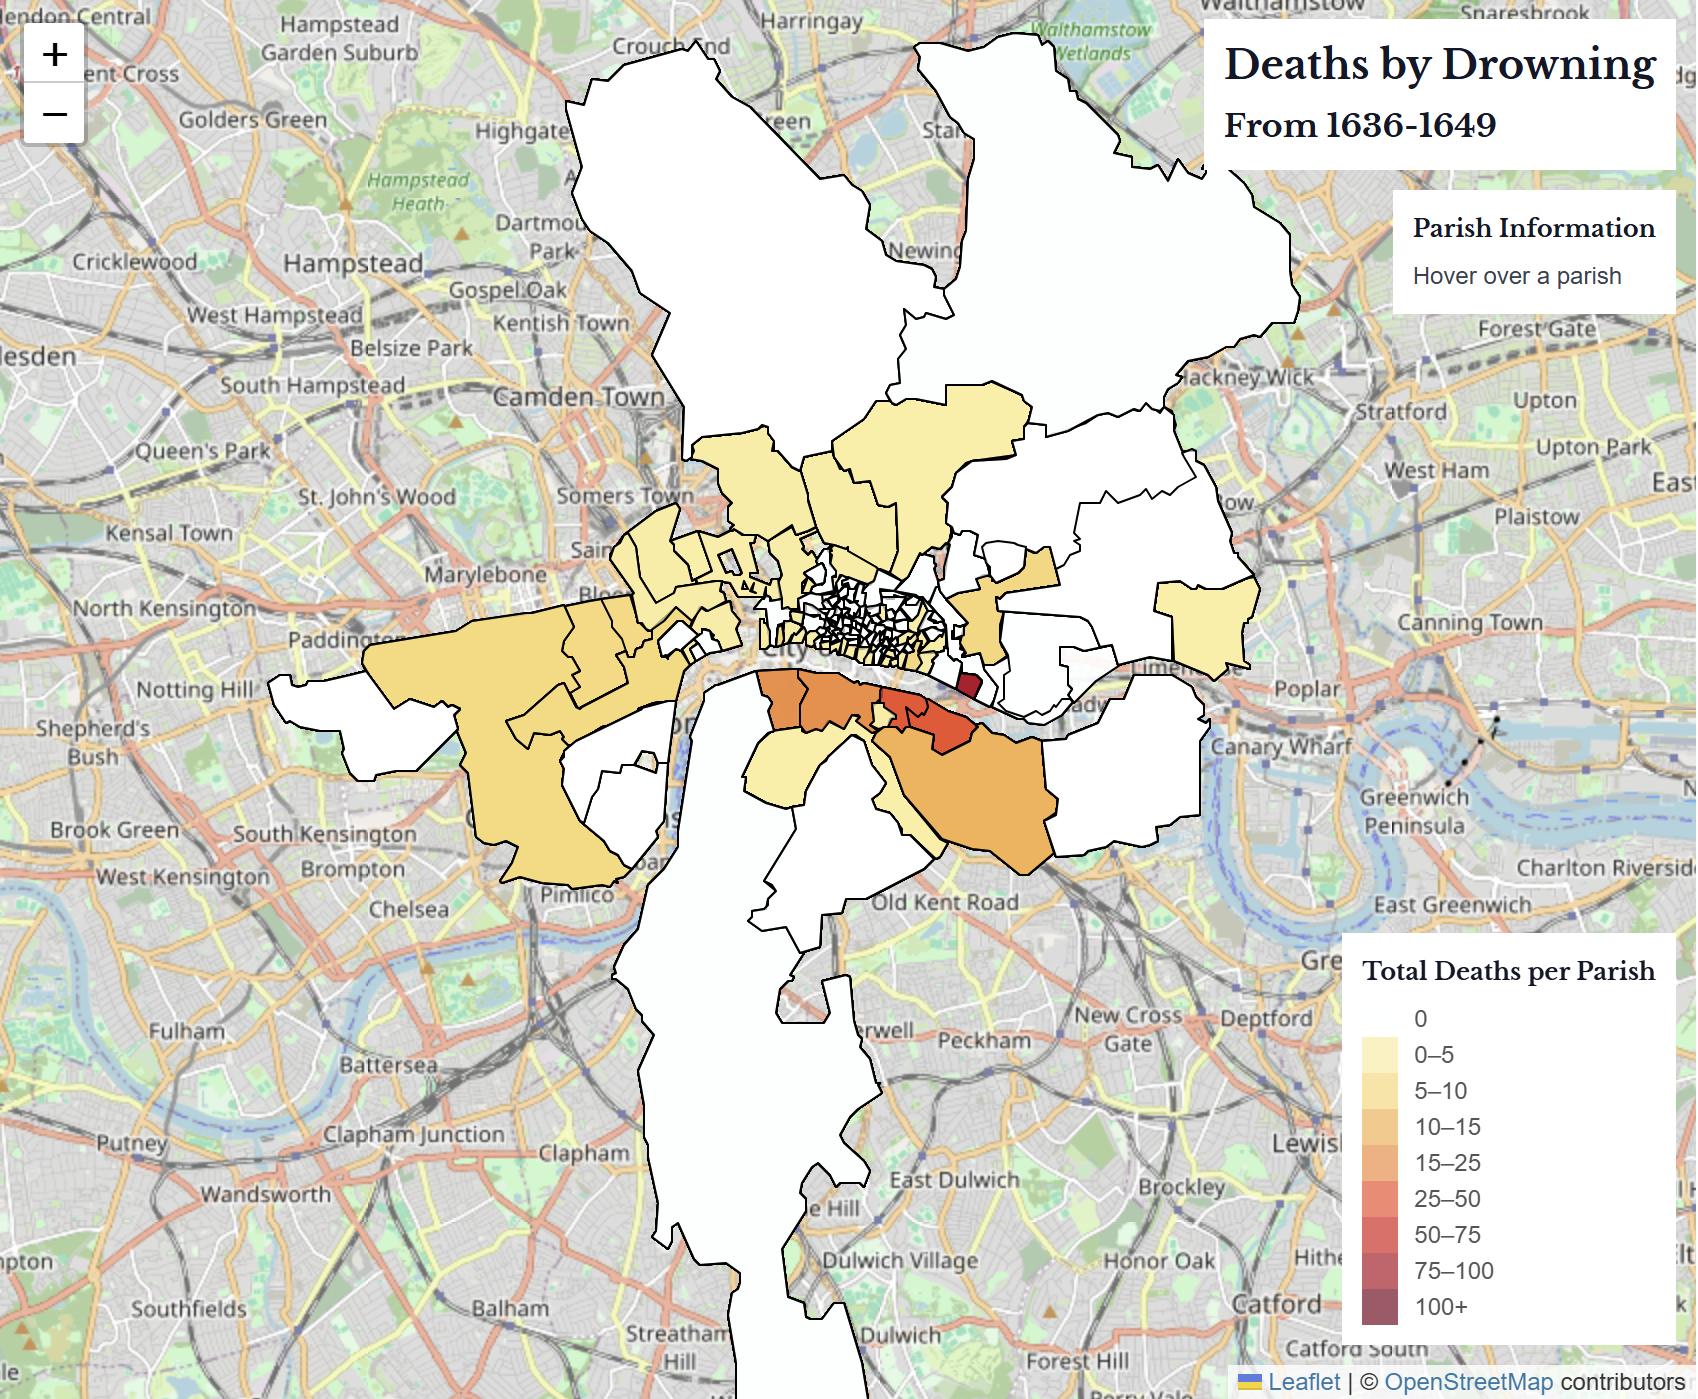 Hampstead
Garden Suburb
Harringay
Snaresbrook
Walthamstow
Walthamstow
Wetlands
+
−
Deaths by Drowning
From 1636-1649
Golders Green
Highgate
Hampstead
Heath
Parish Information
Hover over a parish
Cricklewood
Hampstead
Gospel Oak
Kentish Town
West Hampstead
Belsize Park
Forest Gate
South Hampstead
Camden Town
Hackney Wick
Stratford
Upton
Queen's Park
Upton Park
St. John's Wood
Somers Town
West Ham
Kensal Town
Plaistow
Marylebone
North Kensington
Paddington
Canning Town
Notting Hill
Poplar
Shepherd's
Bush
Canary Wharf
Greenwich
Peninsula
Brook Green
South Kensington
West Kensington
Brompton
Pimlico
Chelsea
Old Kent Road
Charlton Riverside
East Greenwich
Total Deaths per Parish
0
0–5
5–10
10–15
15–25
25–50
50–75
75–100
100+
Fulham
Battersea
Peckham
New Cross
Gate
Deptford
Putney
Clapham Junction
Clapham
Wandsworth
East Dulwich
Brockley
Dulwich Village
Honor Oak
Southfields
Balham
Catford
Streatham
Hill
Dulwich
Forest Hill
Catford South
Leaflet | © OpenStreetMap contributors